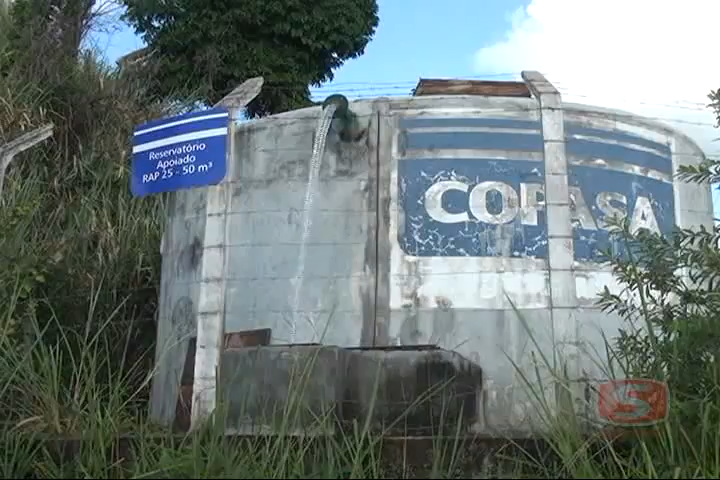 Reservatório
Apoiado
RAP 25 - 50 m³
COPASA
S